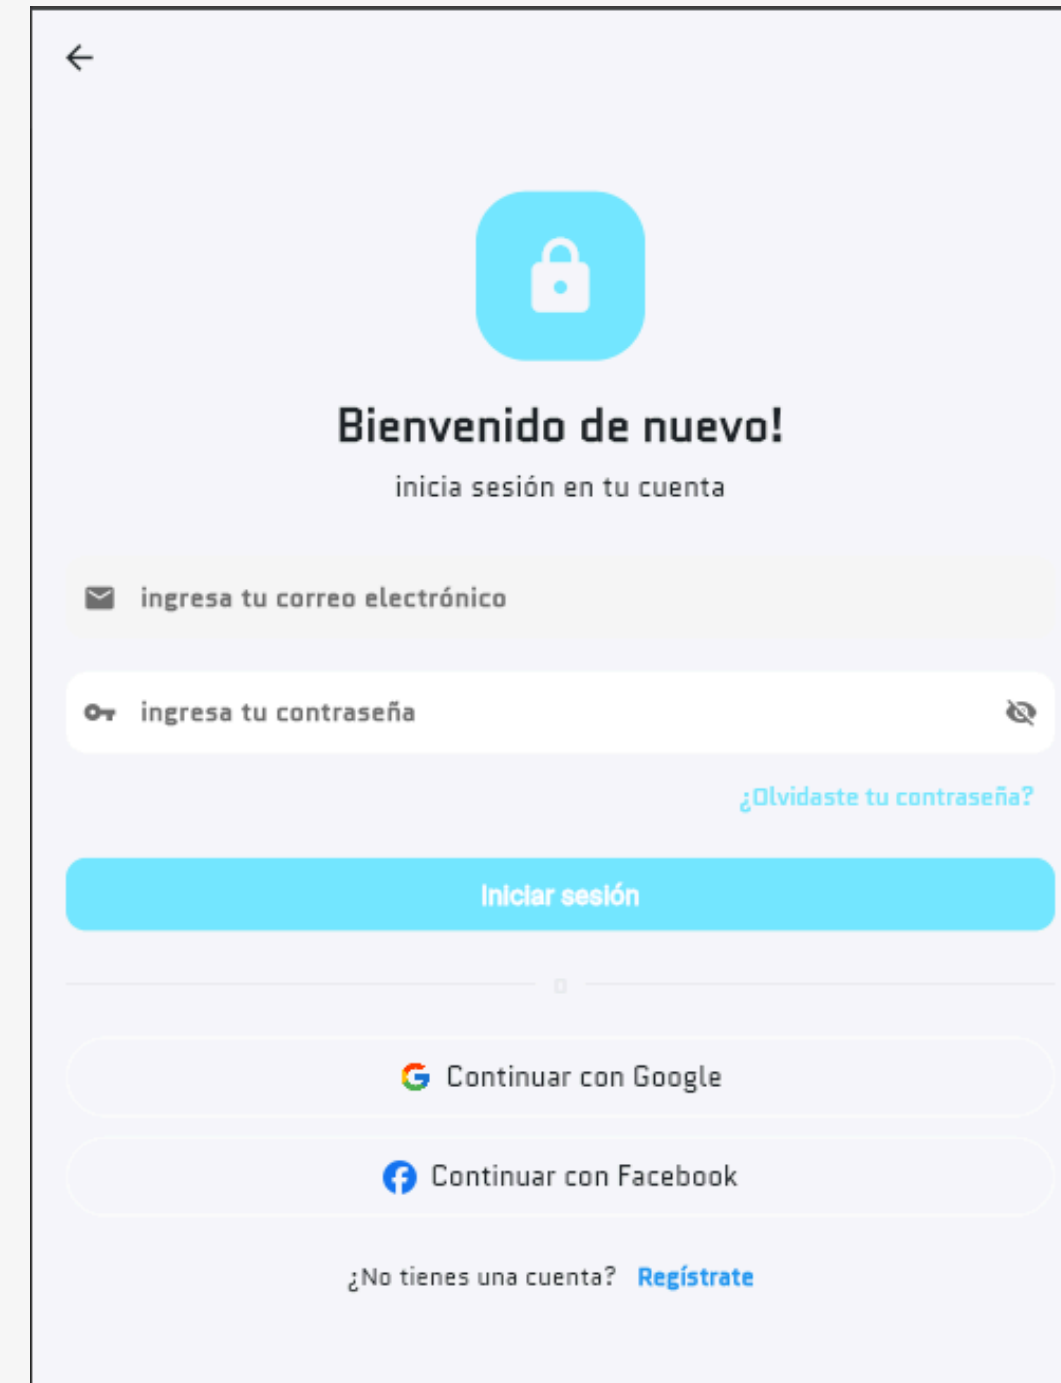 Bienvenido de nuevo!
inicia sesión en tu cuenta
ingresa tu correo electrónico
ingresa tu contraseña
¿Olvidaste tu contraseña?
Iniciar sesión
o
Continuar con Google
Continuar con Facebook
¿No tienes una cuenta? Regístrate